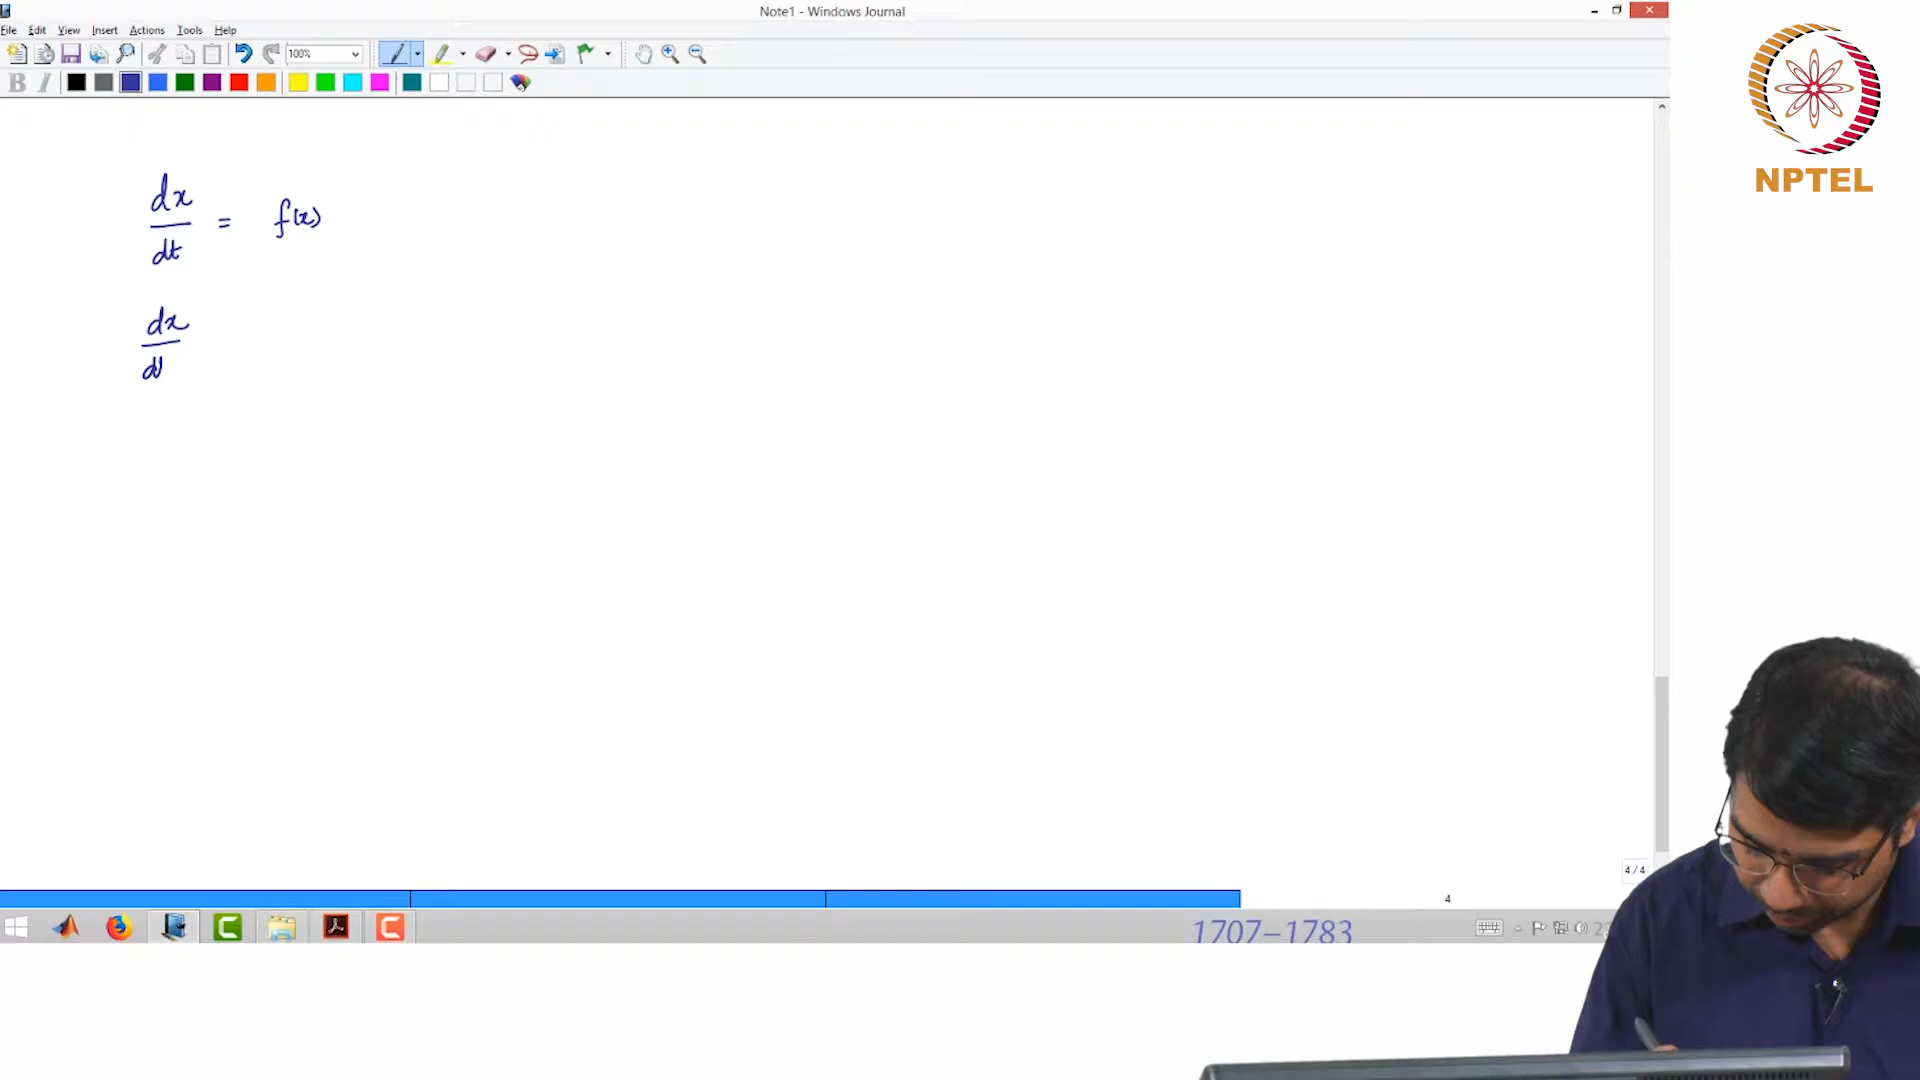 Note1 - Windows Journal
File Edit View Insert Actions Tools Help
100%
B I
dx/dt = f(x)
dx/d
4 / 4
4
1707–1783
NPTEL